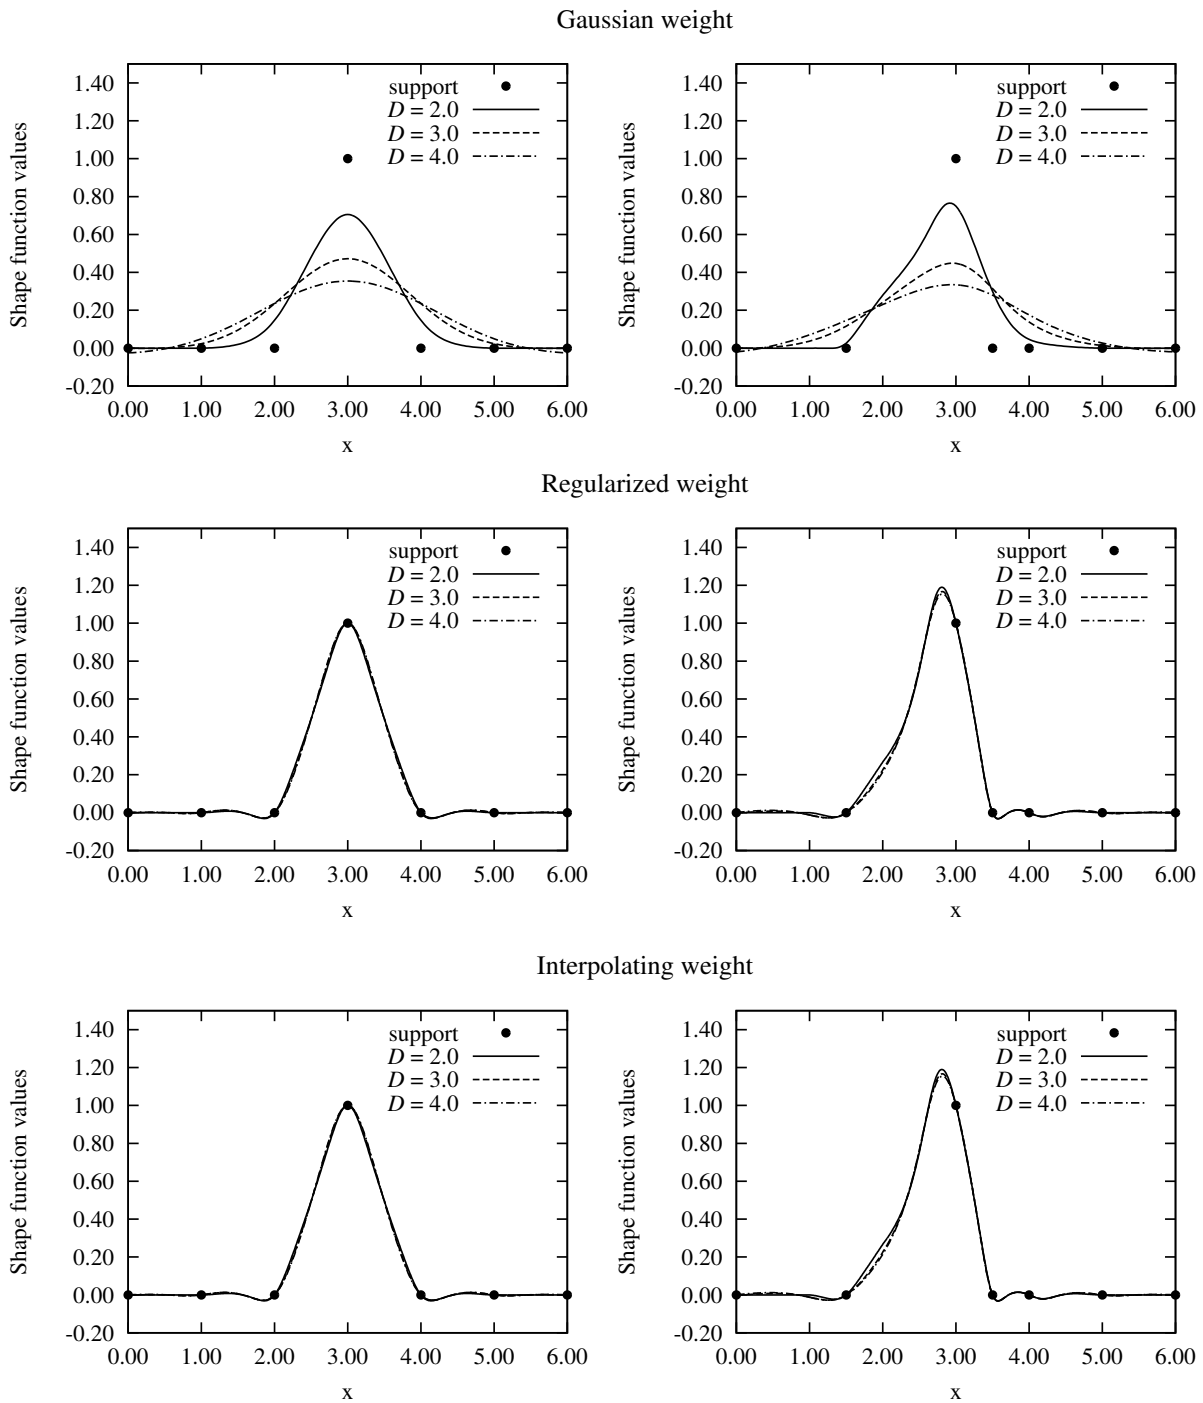 Gaussian weight
Shape function values
1.40
1.20
1.00
0.80
0.60
0.40
0.20
0.00
-0.20
support
D = 2.0
D = 3.0
D = 4.0
0.00 1.00 2.00 3.00 4.00 5.00 6.00
x
Shape function values
1.40
1.20
1.00
0.80
0.60
0.40
0.20
0.00
-0.20
support
D = 2.0
D = 3.0
D = 4.0
0.00 1.00 2.00 3.00 4.00 5.00 6.00
x
Regularized weight
Shape function values
1.40
1.20
1.00
0.80
0.60
0.40
0.20
0.00
-0.20
support
D = 2.0
D = 3.0
D = 4.0
0.00 1.00 2.00 3.00 4.00 5.00 6.00
x
Shape function values
1.40
1.20
1.00
0.80
0.60
0.40
0.20
0.00
-0.20
support
D = 2.0
D = 3.0
D = 4.0
0.00 1.00 2.00 3.00 4.00 5.00 6.00
x
Interpolating weight
Shape function values
1.40
1.20
1.00
0.80
0.60
0.40
0.20
0.00
-0.20
support
D = 2.0
D = 3.0
D = 4.0
0.00 1.00 2.00 3.00 4.00 5.00 6.00
x
Shape function values
1.40
1.20
1.00
0.80
0.60
0.40
0.20
0.00
-0.20
support
D = 2.0
D = 3.0
D = 4.0
0.00 1.00 2.00 3.00 4.00 5.00 6.00
x